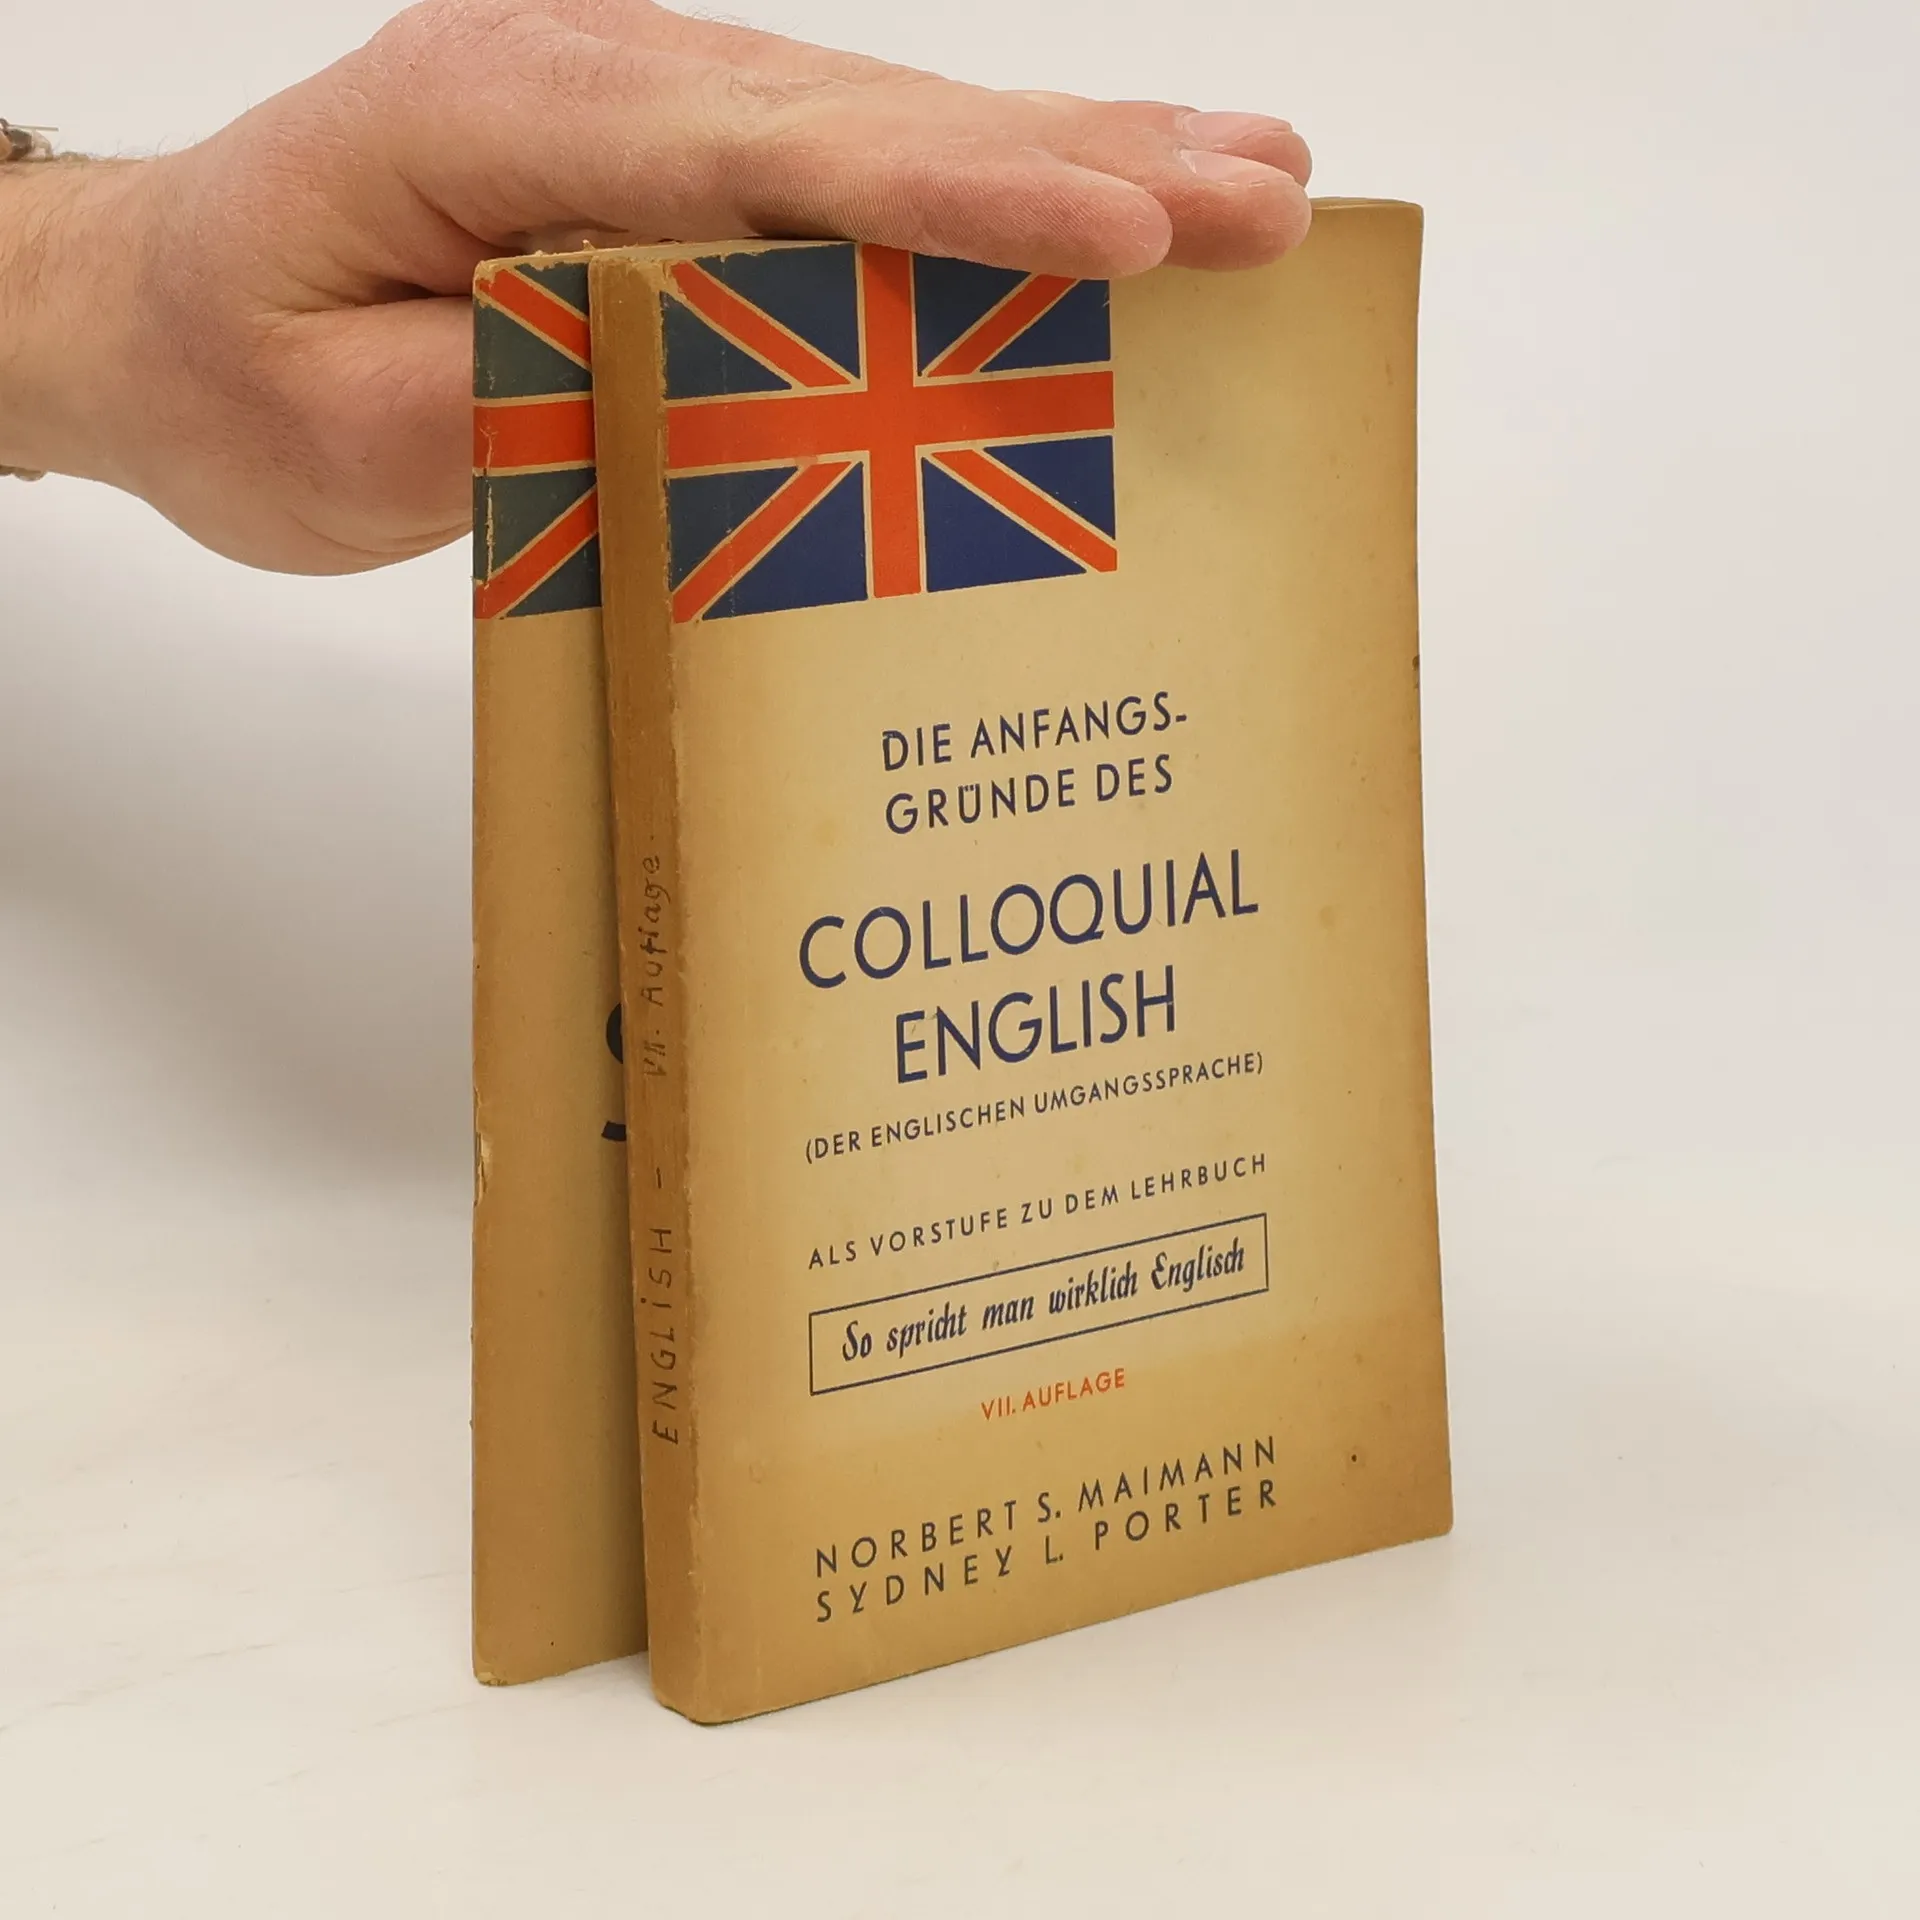 DIE ANFANGS-
GRÜNDE DES
COLLOQUIAL
ENGLISH
(DER ENGLISCHEN UMGANGSSPRACHE)
ALS VORSTUFE ZU DEM LEHRBUCH
So spricht man wirklich Englisch
VII. AUFLAGE
NORBERT S. MAIMANN
SYDNEY L. PORTER
ENGLiSH - VII. Auflage.